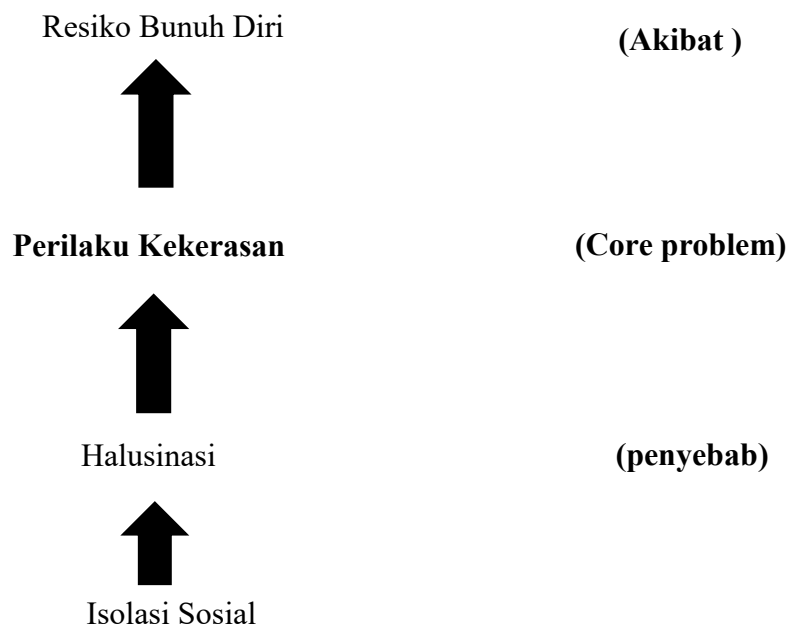 Resiko Bunuh Diri (Akibat )
Perilaku Kekerasan (Core problem)
Halusinasi (penyebab)
Isolasi Sosial